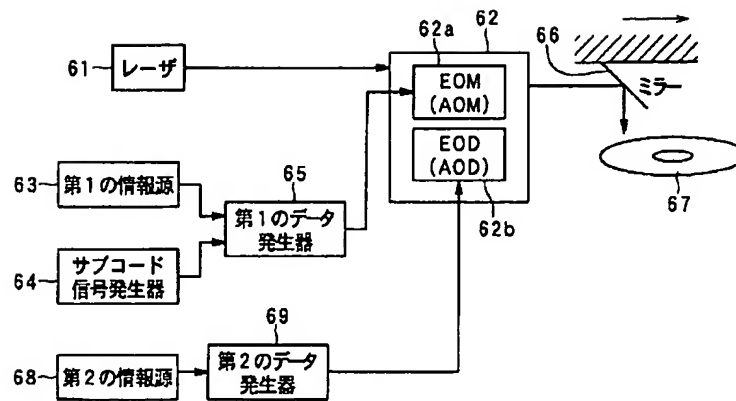 62
62a
61
レーザ
EOM
(AOM)
66
ミラー
EOD
(AOD)
62b
67
63
第1の情報源
65
第1のデータ
発生器
64
サブコード
信号発生器
69
68
第2の情報源
第2のデータ
発生器